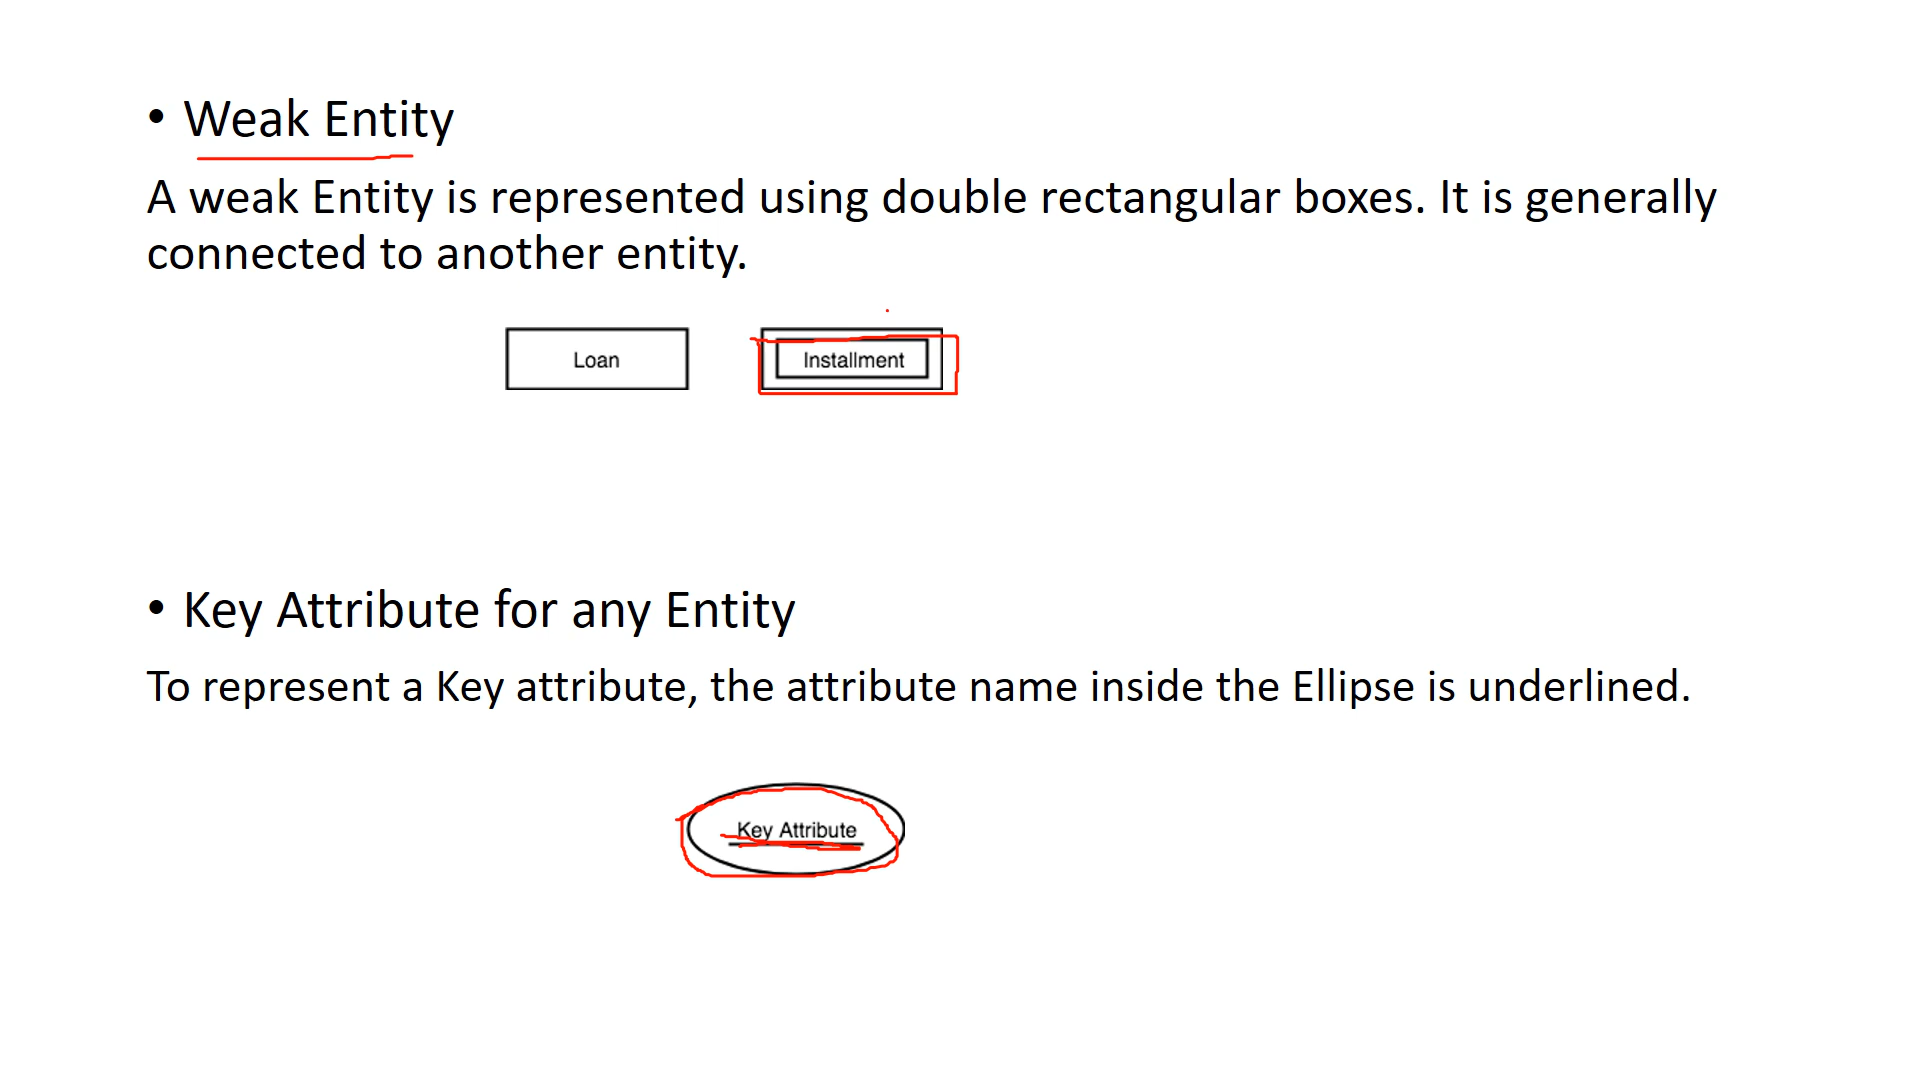 • Weak Entity
A weak Entity is represented using double rectangular boxes. It is generally
connected to another entity.
Loan Installment
• Key Attribute for any Entity
To represent a Key attribute, the attribute name inside the Ellipse is underlined.
Key Attribute